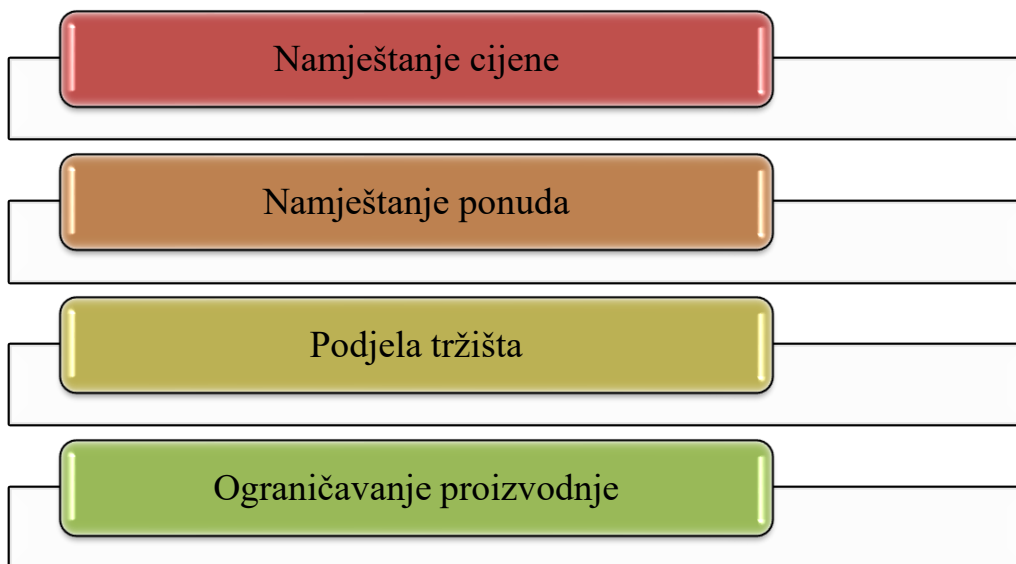 Namještanje cijene
Namještanje ponuda
Podjela tržišta
Ograničavanje proizvodnje